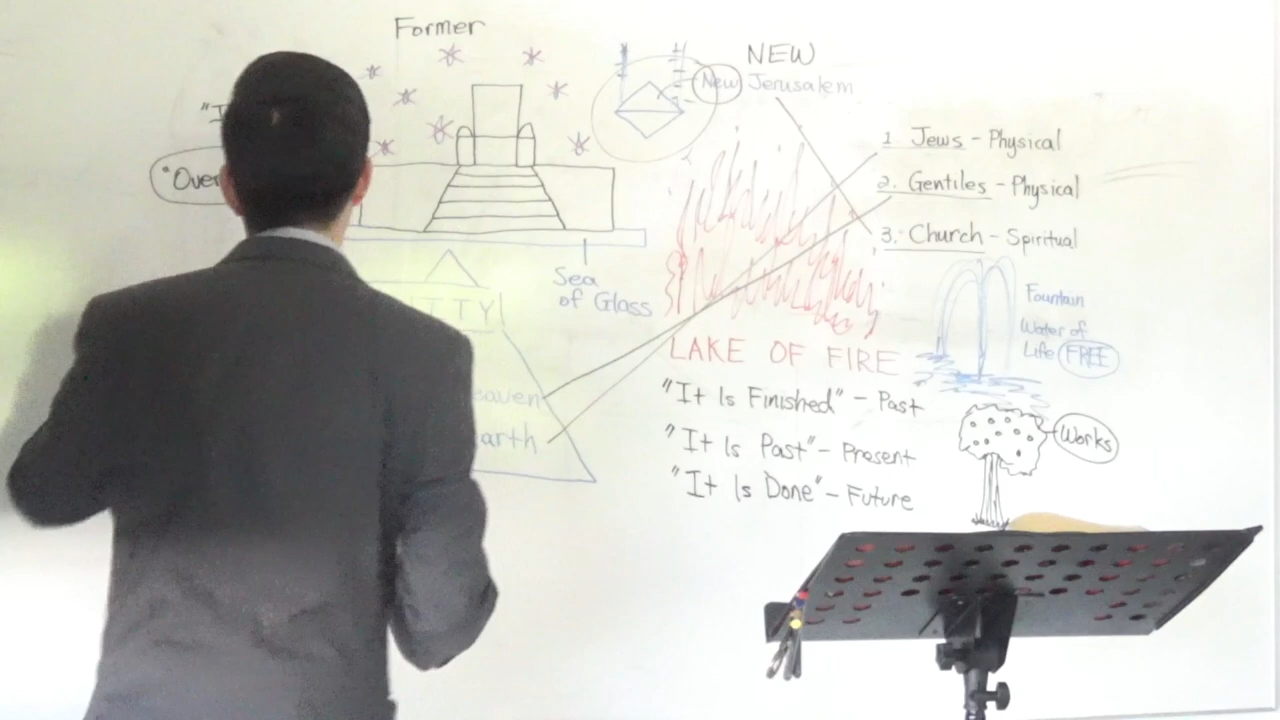 Former
NEW
New Jerusalem
1. Jews - Physical
2. Gentiles - Physical
3. Church - Spiritual
Sea
of Glass
Fountain
Water of
Life FREE
LAKE OF FIRE
"It Is Finished" - Past
"It Is Past" - Present
"It Is Done" - Future
Works